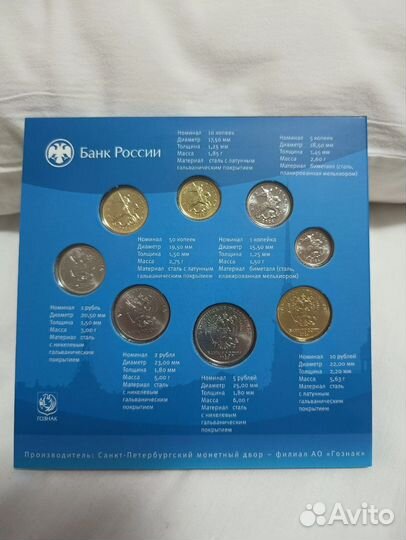 Банк России
Номинал 10 копеек
Диаметр 17,50 мм
Толщина 1,25 мм
Масса 1,85 г
Материал сталь с латунным
гальваническим покрытием
Номинал 5 копеек
Диаметр 18,50 мм
Толщина 1,45 мм
Масса 2,60 г
Материал биметалл (сталь,
плакированная мельхиором)
Номинал 50 копеек
Диаметр 19,50 мм
Толщина 1,50 мм
Масса 2,75 г
Материал сталь с латунным
гальваническим покрытием
Номинал 1 копейка
Диаметр 15,50 мм
Толщина 1,25 мм
Масса 1,50 г
Материал биметалл (сталь,
плакированная мельхиором)
Номинал 1 рубль
Диаметр 20,50 мм
Толщина 1,50 мм
Масса 3,00 г
Материал сталь
с никелевым
гальваническим
покрытием
Номинал 2 рубля
Диаметр 23,00 мм
Толщина 1,80 мм
Масса 5,00 г
Материал сталь
с никелевым
гальваническим
покрытием
Номинал 5 рублей
Диаметр 25,00 мм
Толщина 1,80 мм
Масса 6,00 г
Материал сталь
с никелевым
гальваническим
покрытием
Номинал 10 рублей
Диаметр 22,00 мм
Толщина 2,20 мм
Масса 5,63 г
Материал сталь
с латунным
гальваническим
покрытием
ГОЗНАК
Производитель: Санкт-Петербургский монетный двор – филиал АО "Гознак"
Avito